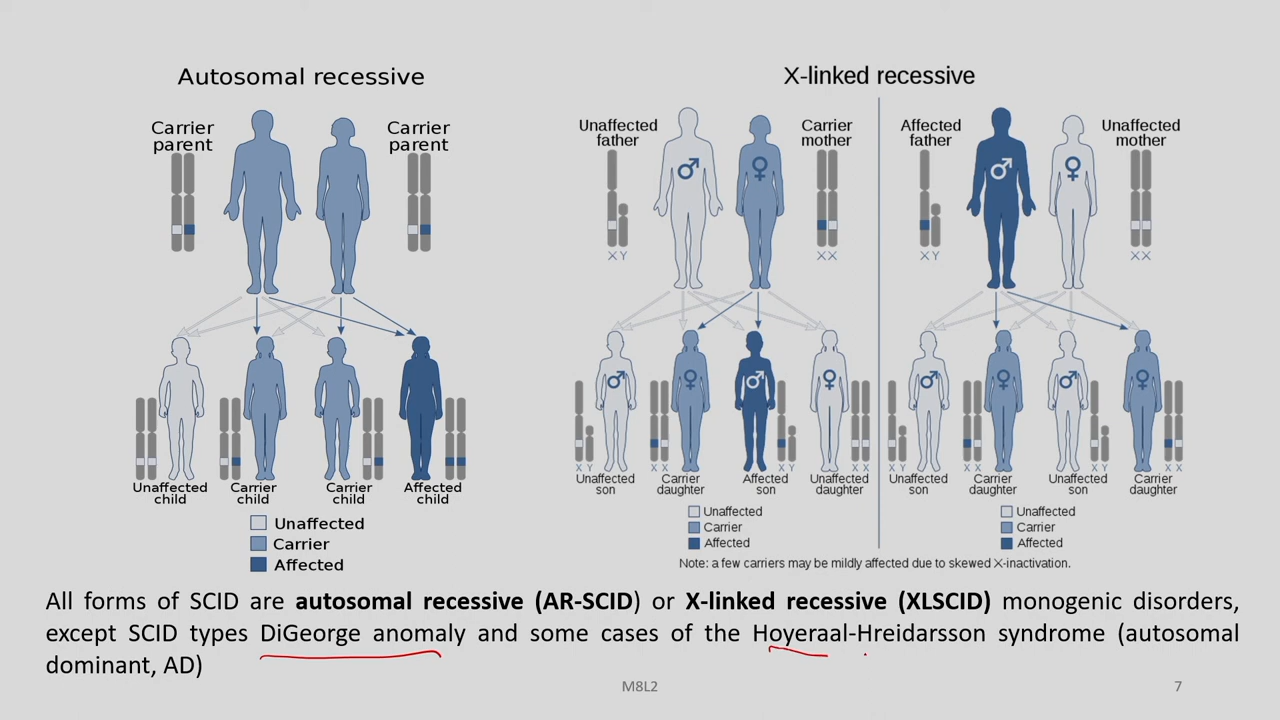 Autosomal recessive
Carrier
parent
Carrier
parent
Unaffected
child
Carrier
child
Carrier
child
Affected
child
Unaffected
Carrier
Affected
X-linked recessive
Unaffected
father
X Y
Carrier
mother
X X
Affected
father
X Y
Unaffected
mother
X X
X Y
Unaffected
son
X X
Carrier
daughter
X Y
Affected
son
X X
Unaffected
daughter
X Y
Unaffected
son
X X
Carrier
daughter
X Y
Unaffected
son
X X
Carrier
daughter
Unaffected
Carrier
Affected
Unaffected
Carrier
Affected
Note: a few carriers may be mildly affected due to skewed X-inactivation.
All forms of SCID are autosomal recessive (AR-SCID) or X-linked recessive (XLSCID) monogenic disorders,
except SCID types DiGeorge anomaly and some cases of the Hoyeraal-Hreidarsson syndrome (autosomal
dominant, AD)
M8L2
7